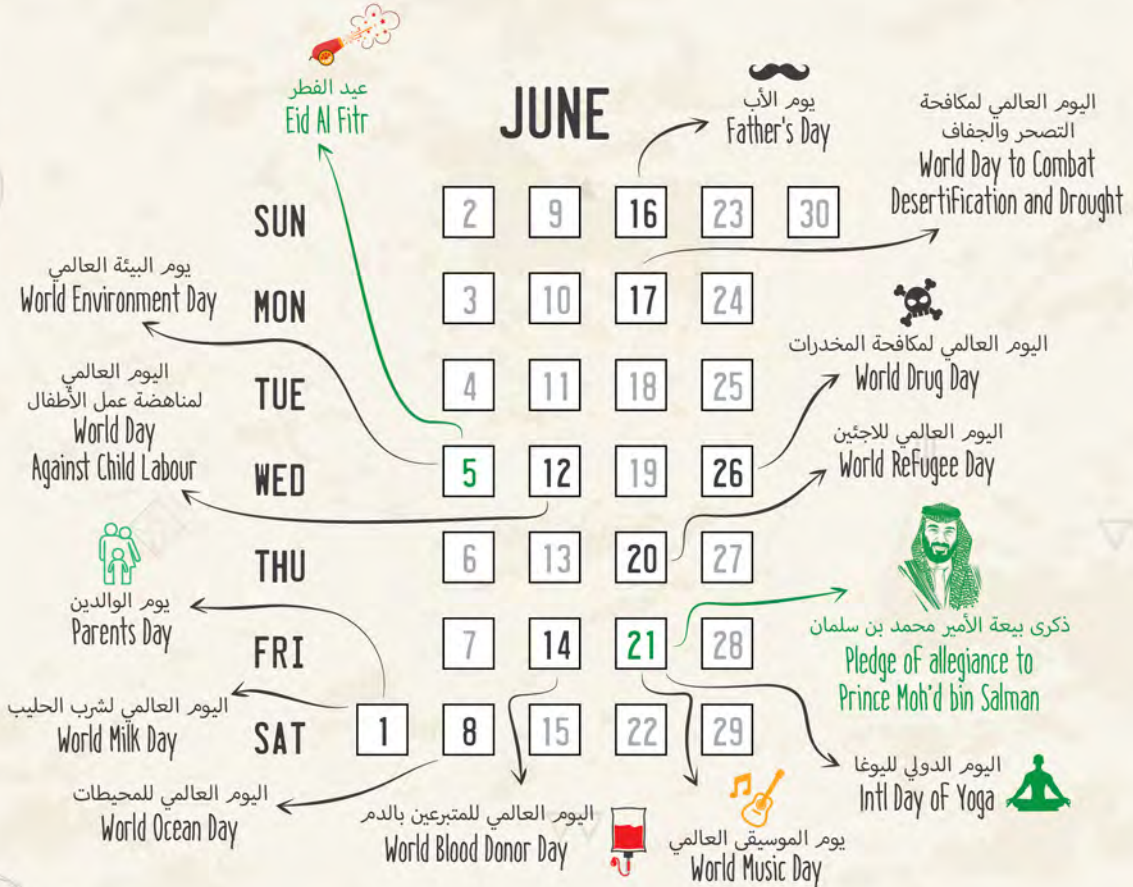 JUNE
عيد الفطر
Eid Al Fitr
يوم الأب
Father's Day
اليوم العالمي لمكافحة
التصحر والجفاف
World Day to Combat
Desertification and Drought
SUN 2 9 16 23 30
يوم البيئة العالمي
World Environment Day
MON 3 10 17 24
اليوم العالمي لمكافحة المخدرات
World Drug Day
اليوم العالمي
لمناهضة عمل الأطفال
World Day
Against Child Labour
TUE 4 11 18 25
اليوم العالمي للاجئين
World Refugee Day
WED 5 12 19 26
THU 6 13 20 27
يوم الوالدين
Parents Day
ذكرى بيعة الأمير محمد بن سلمان
Pledge of allegiance to
Prince Moh'd bin Salman
FRI 7 14 21 28
اليوم العالمي لشرب الحليب
World Milk Day
SAT 1 8 15 22 29
اليوم الدولي لليوغا
Intl Day of Yoga
اليوم العالمي للمحيطات
World Ocean Day
اليوم العالمي للمتبرعين بالدم
World Blood Donor Day
يوم الموسيقى العالمي
World Music Day